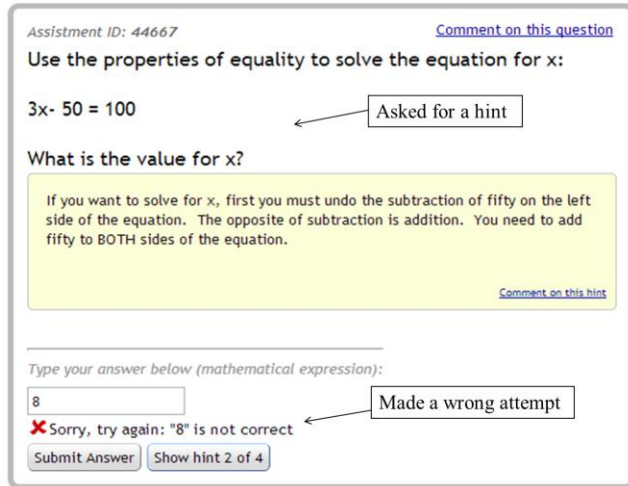 Assistment ID: 44667
Comment on this question
Use the properties of equality to solve the equation for x:
3x- 50 = 100
Asked for a hint
What is the value for x?
If you want to solve for x, first you must undo the subtraction of fifty on the left
side of the equation. The opposite of subtraction is addition. You need to add
fifty to BOTH sides of the equation.
Comment on this hint
Type your answer below (mathematical expression):
8
Made a wrong attempt
Sorry, try again: "8" is not correct
Submit Answer
Show hint 2 of 4